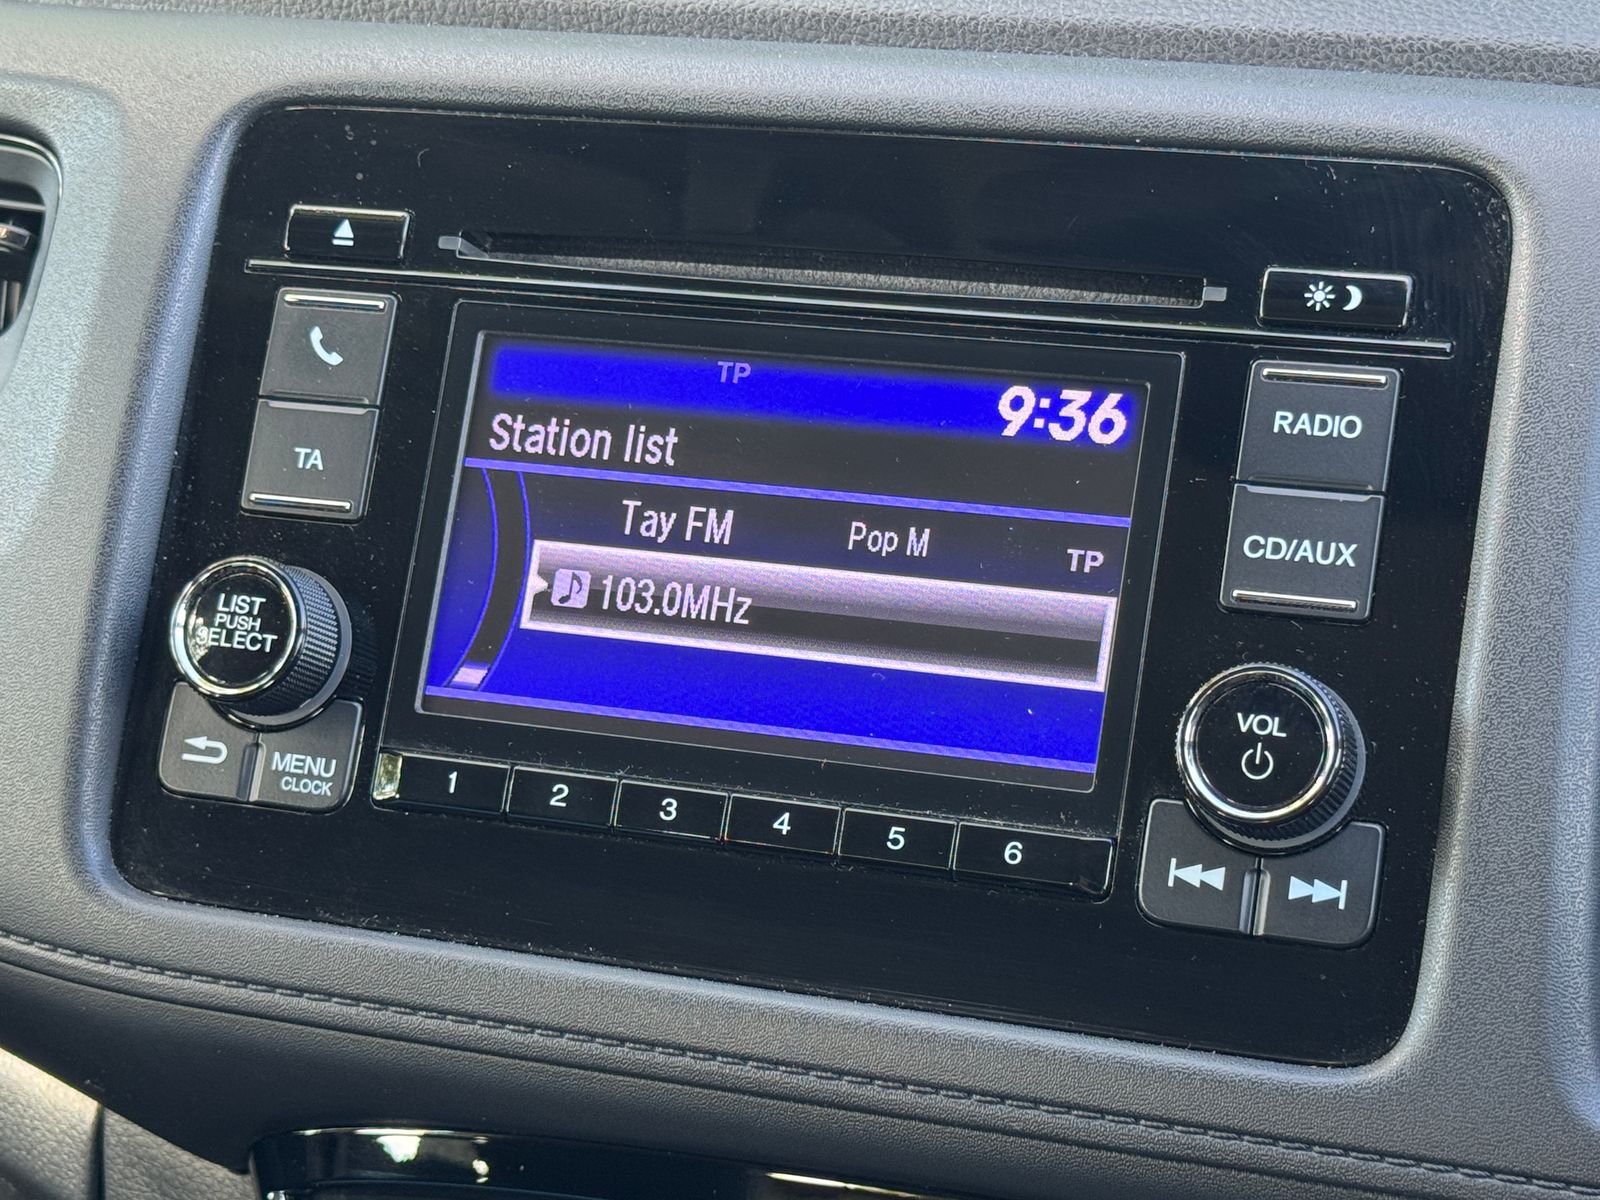 TP
9:36
Station list
Tay FM Pop M TP
103.0MHz
TA
RADIO
CD/AUX
LIST
PUSH
SELECT
MENU
CLOCK
VOL
1 2 3 4 5 6